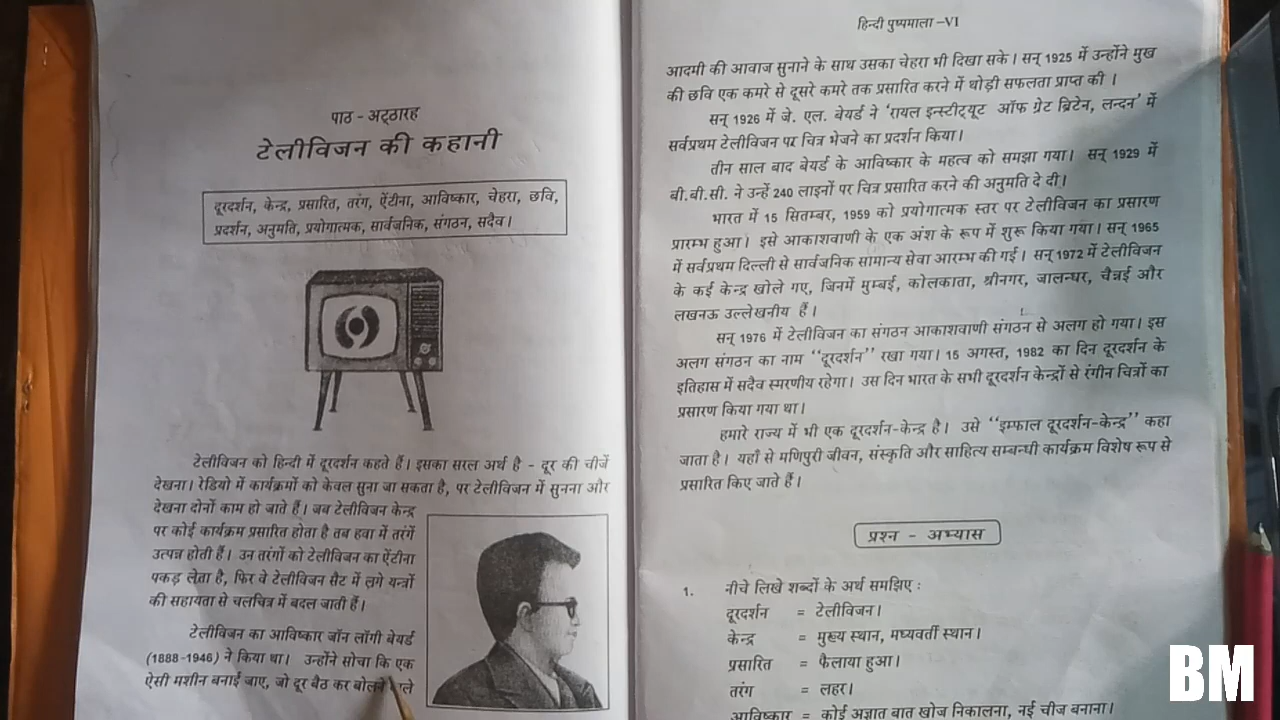 पाठ - अट्ठारह
टेलीविजन की कहानी
दूरदर्शन, केन्द्र, प्रसारित, तरंग, ऐंटीना, आविष्कार, चेहरा, छवि,
प्रदर्शन, अनुमति, प्रयोगात्मक, सार्वजनिक, संगठन, सदैव।
टेलीविजन को हिन्दी में दूरदर्शन कहते हैं। इसका सरल अर्थ है - दूर की चीजें
देखना। रेडियो में कार्यक्रमों को केवल सुना जा सकता है, पर टेलीविजन में सुनना और
देखना दोनों काम हो जाते हैं। जब टेलीविजन केन्द्र
पर कोई कार्यक्रम प्रसारित होता है तब हवा में तरंगें
उत्पन्न होती हैं। उन तरंगों को टेलीविजन का ऐंटीना
पकड़ लेता है, फिर वे टेलीविजन सैट में लगे यन्त्रों
की सहायता से चलचित्र में बदल जाती हैं।
टेलीविजन का आविष्कार जॉन लॉगी बेयर्ड
(1888-1946) ने किया था। उन्होंने सोचा कि एक
ऐसी मशीन बनाई जाए, जो दूर बैठ कर बोलने
हिन्दी पुष्पमाला -VI
आदमी की आवाज सुनाने के साथ उसका चेहरा भी दिखा सके। सन् 1925 में उन्होंने मुख
की छवि एक कमरे से दूसरे कमरे तक प्रसारित करने में थोड़ी सफलता प्राप्त की ।
सन् 1926 में जे. एल. बेयर्ड ने 'रायल इन्स्टीट्यूट ऑफ ग्रेट ब्रिटेन, लन्दन' में
सर्वप्रथम टेलीविजन पर चित्र भेजने का प्रदर्शन किया।
तीन साल बाद बेयर्ड के आविष्कार के महत्व को समझा गया। सन् 1929 में
बी.बी.सी. ने उन्हें 240 लाइनों पर चित्र प्रसारित करने की अनुमति दे दी।
भारत में 15 सितम्बर, 1959 को प्रयोगात्मक स्तर पर टेलीविजन का प्रसारण
प्रारम्भ हुआ। इसे आकाशवाणी के एक अंश के रूप में शुरू किया गया। सन् 1965
में सर्वप्रथम दिल्ली से सार्वजनिक सामान्य सेवा आरम्भ की गई। सन् 1972 में टेलीविजन
के कई केन्द्र खोले गए, जिनमें मुम्बई, कोलकाता, श्रीनगर, जालन्धर, चैन्नई और
लखनऊ उल्लेखनीय हैं।
सन् 1976 में टेलीविजन का संगठन आकाशवाणी संगठन से अलग हो गया। इस
अलग संगठन का नाम "दूरदर्शन" रखा गया। 15 अगस्त, 1982 का दिन दूरदर्शन के
इतिहास में सदैव स्मरणीय रहेगा। उस दिन भारत के सभी दूरदर्शन केन्द्रों से रंगीन चित्रों का
प्रसारण किया गया था।
हमारे राज्य में भी एक दूरदर्शन-केन्द्र है। उसे "इम्फाल दूरदर्शन-केन्द्र" कहा
जाता है। यहाँ से मणिपुरी जीवन, संस्कृति और साहित्य सम्बन्धी कार्यक्रम विशेष रूप से
प्रसारित किए जाते हैं।
प्रश्न - अभ्यास
1. नीचे लिखे शब्दों के अर्थ समझिए :
दूरदर्शन = टेलीविजन।
केन्द्र = मुख्य स्थान, मध्यवर्ती स्थान।
प्रसारित = फैलाया हुआ।
तरंग = लहर।
आविष्कार = कोई अज्ञात बात खोज निकालना, नई चीज बनाना।
BM